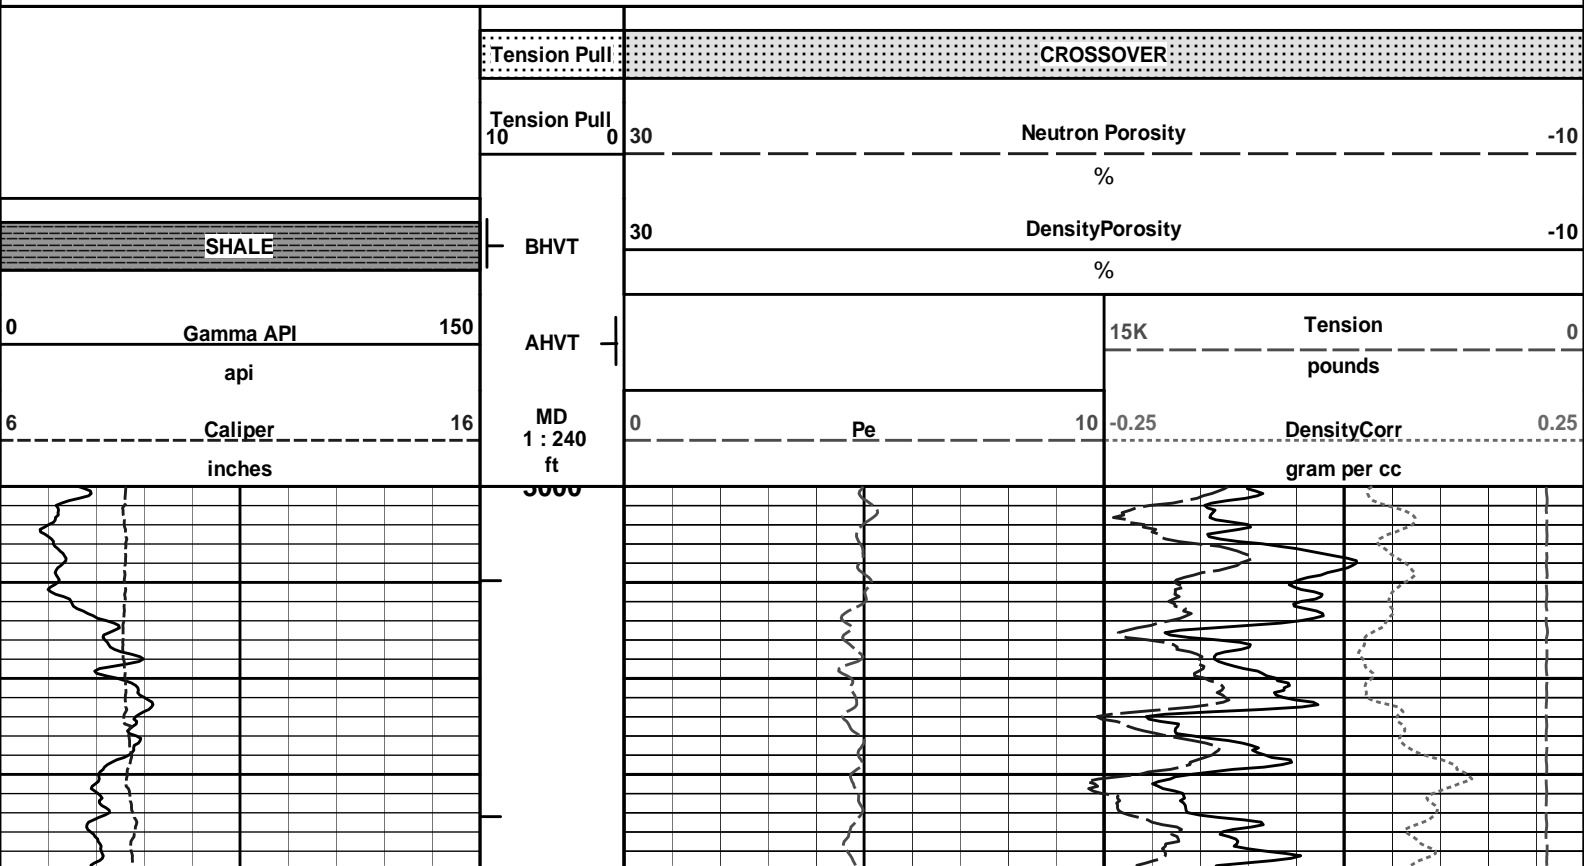 Tension Pull
CROSSOVER
Tension Pull
10 0
30 Neutron Porosity -10
%
SHALE
BHVT
30 DensityPorosity -10
%
0 Gamma API 150
api
AHVT
15K Tension 0
pounds
6 Caliper 16
inches
MD
1 : 240
ft
0 Pe 10
-0.25 DensityCorr 0.25
gram per cc
3000